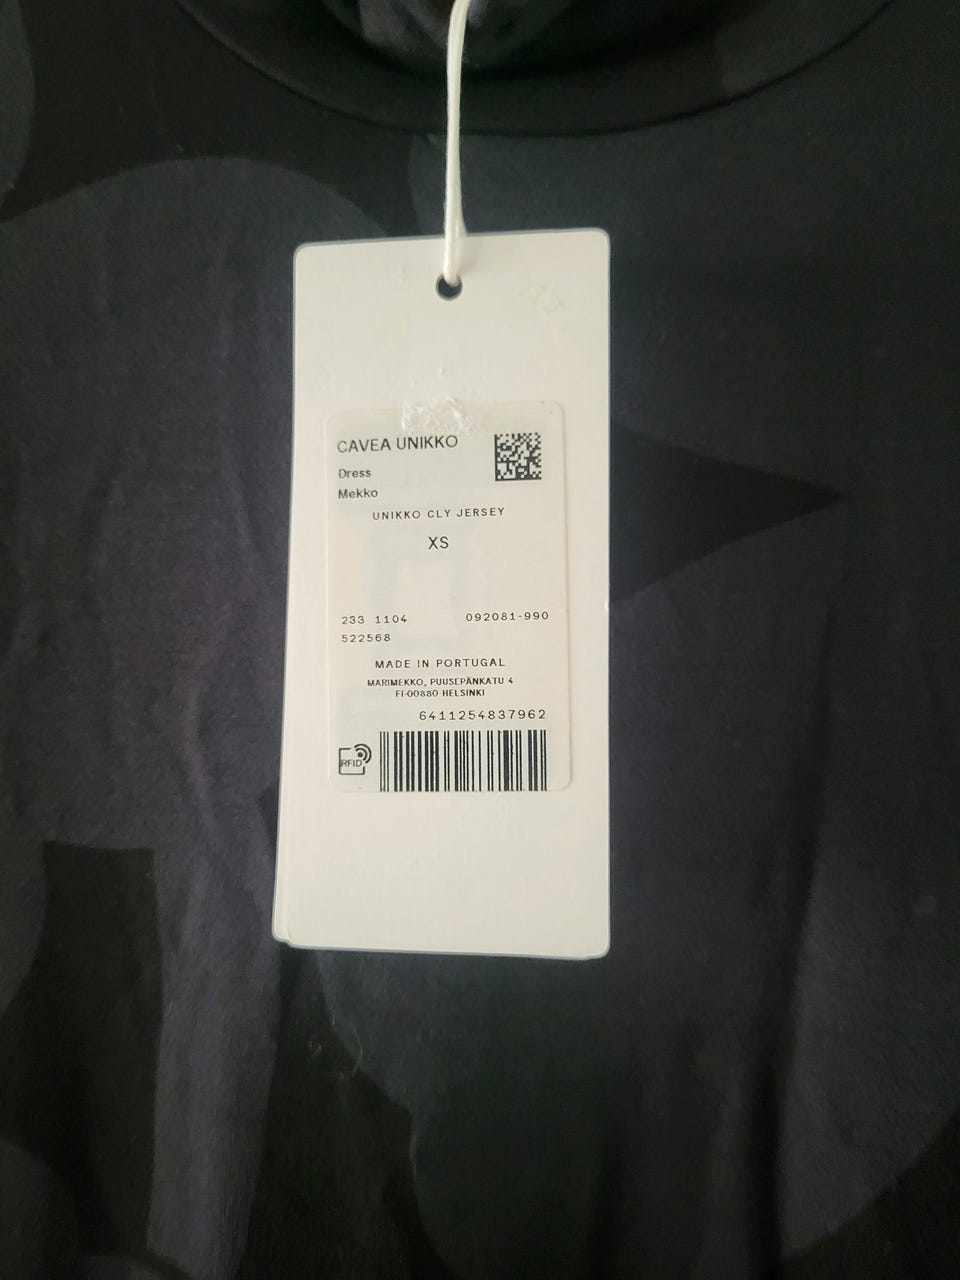 CAVEA UNIKKO
Dress
Mekko
UNIKKO CLY JERSEY
XS
233 1104 092081-990
522568
MADE IN PORTUGAL
MARIMEKKO, PUUSEPÄNKATU 4
FI-00880 HELSINKI
6411254837962
RFID